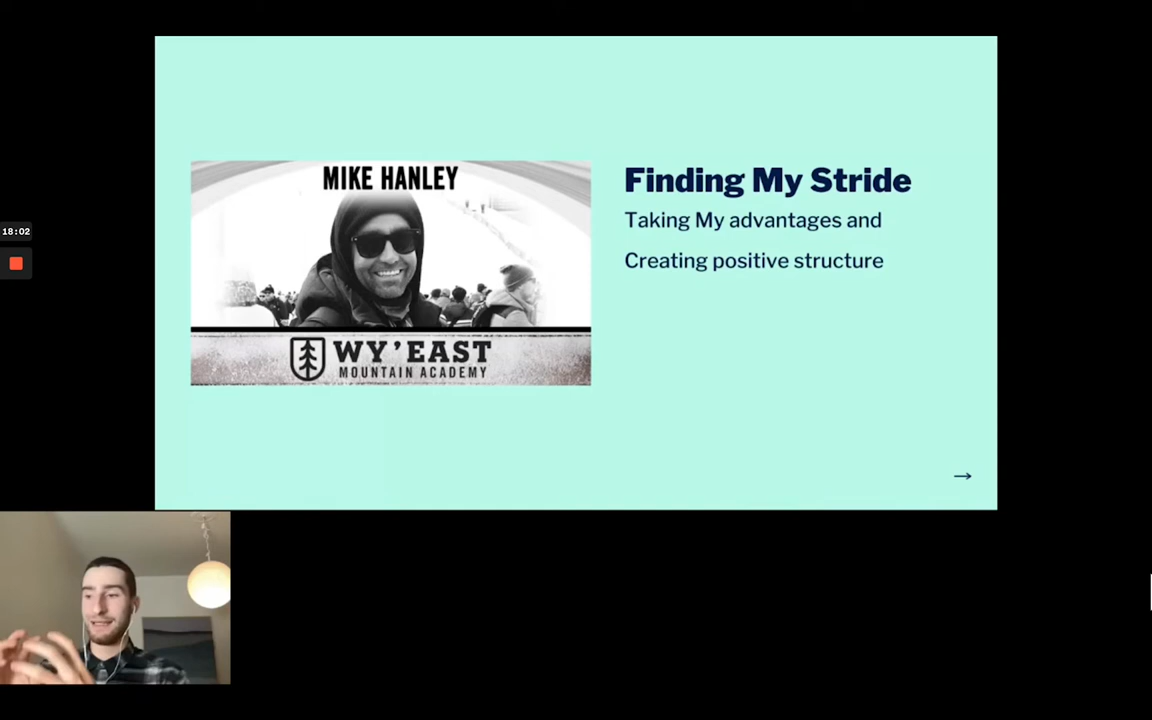 MIKE HANLEY
WY'EAST
MOUNTAIN ACADEMY
Finding My Stride
Taking My advantages and
Creating positive structure
→
18:02